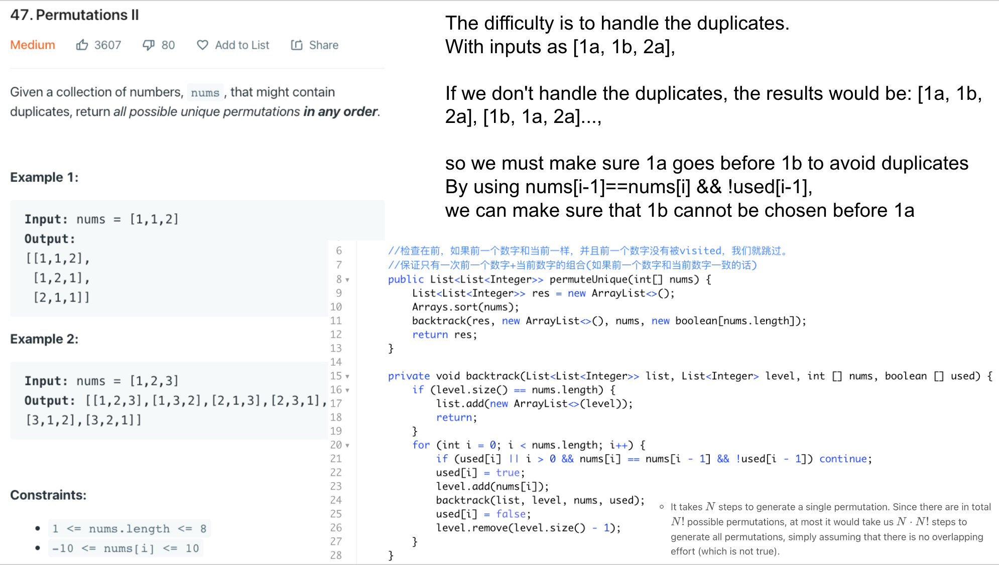 47. Permutations II
Medium 3607 80 Add to List Share
Given a collection of numbers, nums , that might contain
duplicates, return all possible unique permutations in any order.
Example 1:
Input: nums = [1,1,2]
Output:
[[1,1,2],
[1,2,1],
[2,1,1]]
Example 2:
Input: nums = [1,2,3]
Output: [[1,2,3],[1,3,2],[2,1,3],[2,3,1],
[3,1,2],[3,2,1]]
Constraints:
• 1 <= nums.length <= 8
• -10 <= nums[i] <= 10
The difficulty is to handle the duplicates.
With inputs as [1a, 1b, 2a],
If we don't handle the duplicates, the results would be: [1a, 1b,
2a], [1b, 1a, 2a]...,
so we must make sure 1a goes before 1b to avoid duplicates
By using nums[i-1]==nums[i] && !used[i-1],
we can make sure that 1b cannot be chosen before 1a
6 //检查在前，如果前一个数字和当前一样，并且前一个数字没有被visited，我们就跳过。
7 //保证只有一次前一个数字+当前数字的组合(如果前一个数字和当前数字一致的话)
8 public List<List<Integer>> permuteUnique(int[] nums) {
9 List<List<Integer>> res = new ArrayList<>();
10 Arrays.sort(nums);
11 backtrack(res, new ArrayList<>(), nums, new boolean[nums.length]);
12 return res;
13 }
14
15 private void backtrack(List<List<Integer>> list, List<Integer> level, int [] nums, boolean [] used) {
16 if (level.size() == nums.length) {
17 list.add(new ArrayList<>(level));
18 return;
19 }
20 for (int i = 0; i < nums.length; i++) {
21 if (used[i] || i > 0 && nums[i] == nums[i - 1] && !used[i - 1]) continue;
22 used[i] = true;
23 level.add(nums[i]);
24 backtrack(list, level, nums, used);
25 used[i] = false;
26 level.remove(level.size() - 1);
27 }
28 }
It takes N steps to generate a single permutation. Since there are in total
N! possible permutations, at most it would take us N · N! steps to
generate all permutations, simply assuming that there is no overlapping
effort (which is not true).